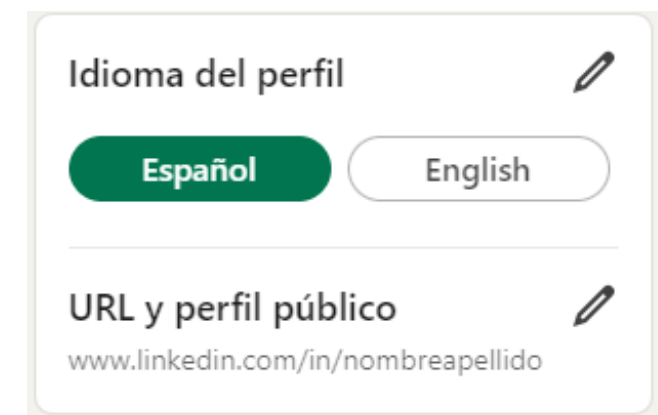 Idioma del perfil
Español English
URL y perfil público
www.linkedin.com/in/nombreapellido